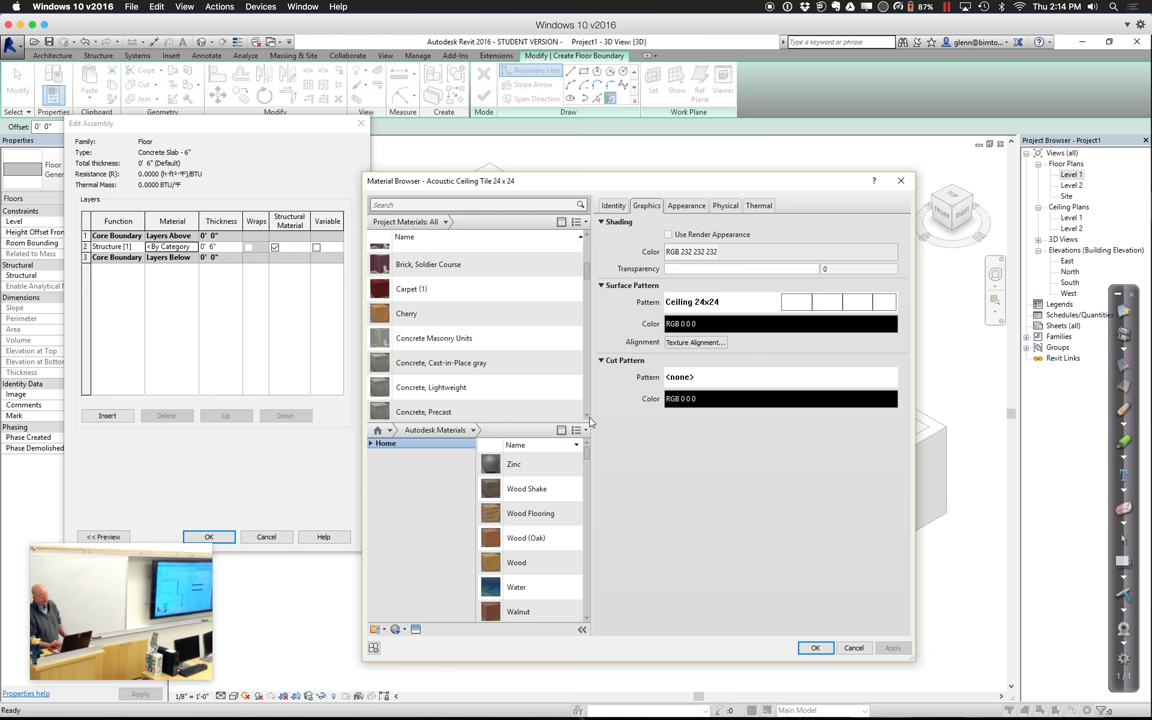 Windows 10 v2016 File Edit View Actions Devices Window Help 87% Thu 2:14 PM
Windows 10 v2016
Autodesk Revit 2016 - STUDENT VERSION - Project1 - 3D View: {3D} Type a keyword or phrase glenn@bimto...
Architecture Structure Systems Insert Annotate Analyze Massing & Site Collaborate View Manage Add-Ins Extensions Modify | Create Floor Boundary
Modify Paste Cope Cut Join Create Boundary Line Slope Arrow Span Direction Set Show Ref Plane Viewer
Select Properties Clipboard Geometry Modify View Measure Create Mode Draw Work Plane
Offset: 0' 0"
Edit Assembly
Properties
Floor
Floors
Constraints
Level
Height Offset From
Room Bounding
Related to Mass
Structural
Structural
Enable Analytical
Dimensions
Slope
Perimeter
Area
Volume
Elevation at Top
Elevation at Bottom
Thickness
Identity Data
Image
Comments
Mark
Phasing
Phase Created
Phase Demolished
Properties help Apply
Family: Floor
Type: Concrete Slab - 6"
Total thickness: 0' 6" (Default)
Resistance (R): 0.0000 (h·ft²·°F)/BTU
Thermal Mass: 0.0000 BTU/°F
Layers
Function Material Thickness Wraps Structural Material Variable
1 Core Boundary Layers Above 0' 0"
2 Structure [1] <By Category 0' 6"
3 Core Boundary Layers Below 0' 0"
Insert Delete Up Down
<< Preview OK Cancel Help
Material Browser - Acoustic Ceiling Tile 24 x 24
Search
Project Materials: All
Name
Brick, Soldier Course
Carpet (1)
Cherry
Concrete Masonry Units
Concrete, Cast-in-Place gray
Concrete, Lightweight
Concrete, Precast
Autodesk Materials
Home Name
Zinc
Wood Shake
Wood Flooring
Wood (Oak)
Wood
Water
Walnut
Identity Graphics Appearance Physical Thermal
Shading
Use Render Appearance
Color RGB 232 232 232
Transparency 0
Surface Pattern
Pattern Ceiling 24x24
Color RGB 0 0 0
Alignment Texture Alignment...
Cut Pattern
Pattern <none>
Color RGB 0 0 0
OK Cancel Apply
TOP FRONT RIGHT
Project Browser - Project1
Views (all)
Floor Plans
Level 1
Level 2
Site
Ceiling Plans
Level 1
Level 2
3D Views
Elevations (Building Elevation)
East
North
South
West
Legends
Schedules/Quantities
Sheets (all)
Families
Groups
Revit Links
1 / 1
1/8" = 1'-0"
Ready :0 Main Model :0